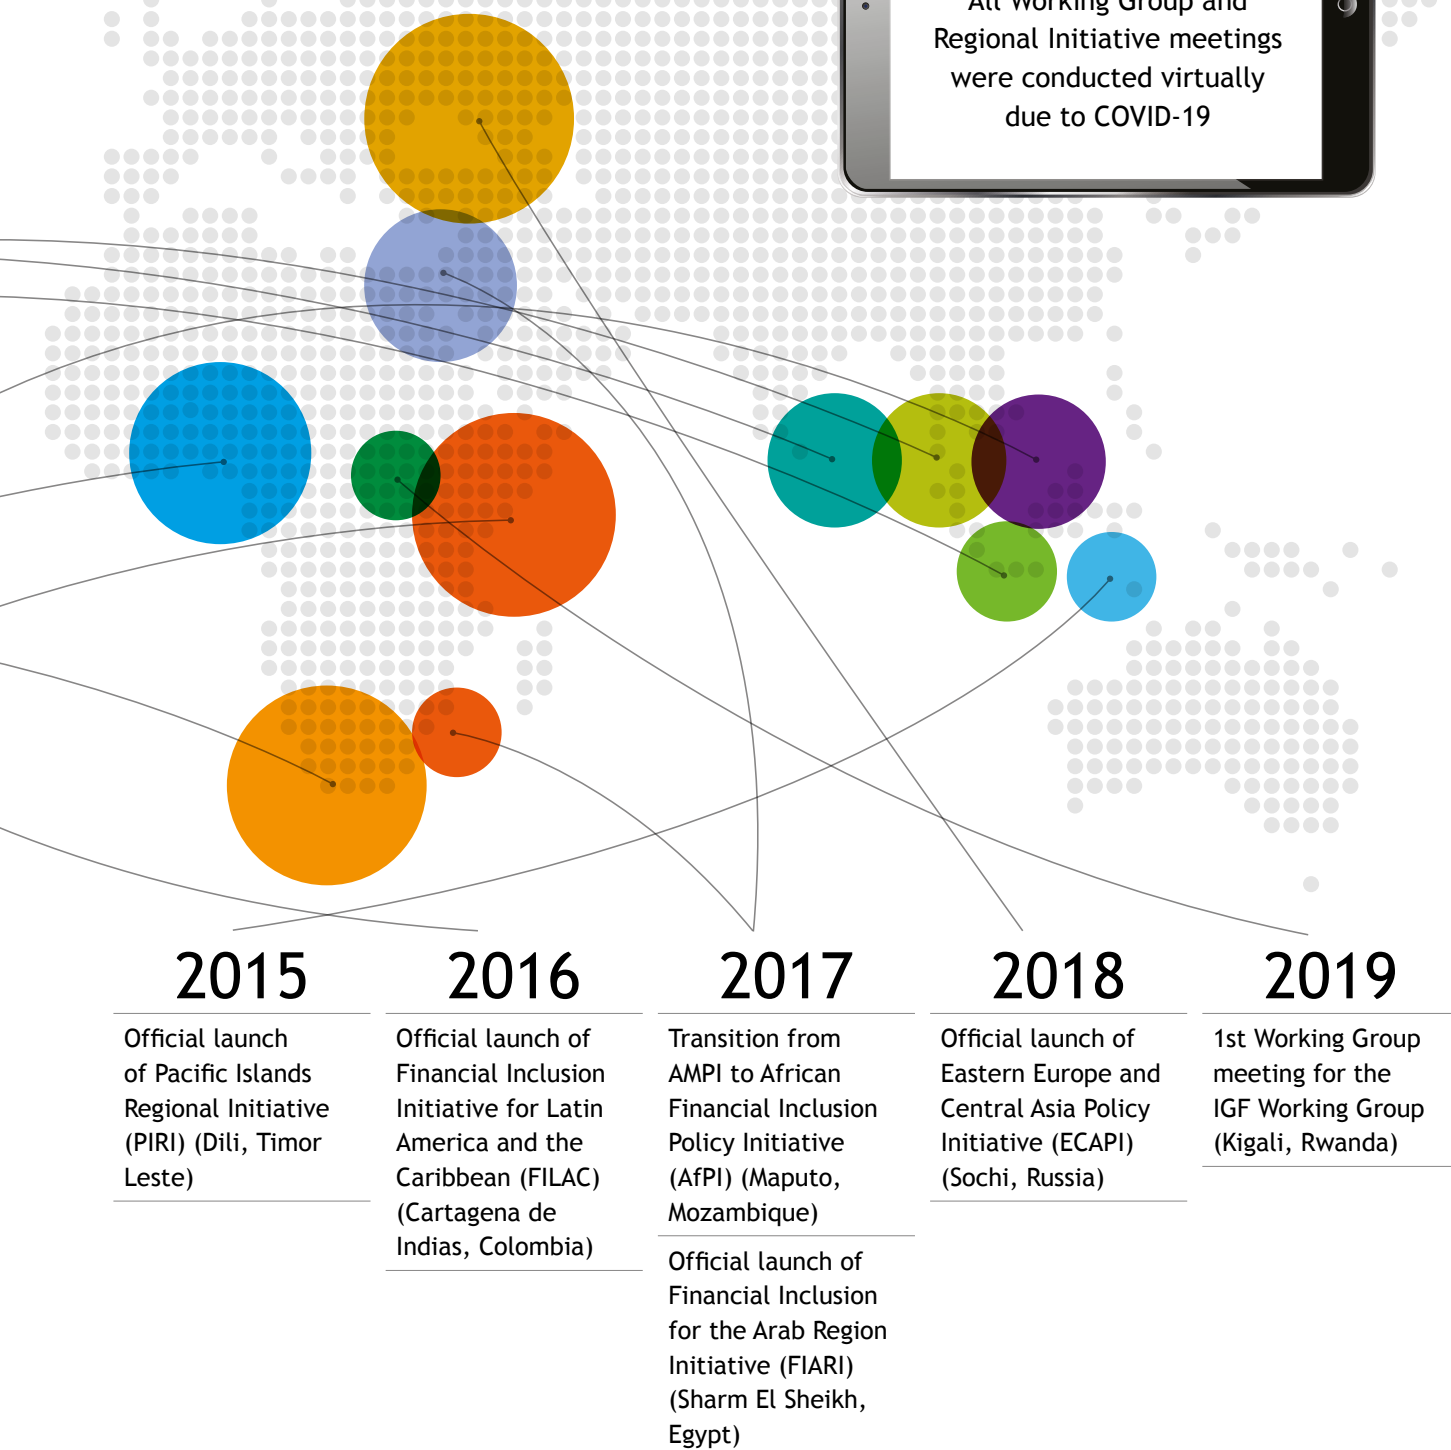 All Working Group and
Regional Initiative meetings
were conducted virtually
due to COVID-19
2015
Official launch
of Pacific Islands
Regional Initiative
(PIRI) (Dili, Timor
Leste)
2016
Official launch of
Financial Inclusion
Initiative for Latin
America and the
Caribbean (FILAC)
(Cartagena de
Indias, Colombia)
2017
Transition from
AMPI to African
Financial Inclusion
Policy Initiative
(AfPI) (Maputo,
Mozambique)
Official launch of
Financial Inclusion
for the Arab Region
Initiative (FIARI)
(Sharm El Sheikh,
Egypt)
2018
Official launch of
Eastern Europe and
Central Asia Policy
Initiative (ECAPI)
(Sochi, Russia)
2019
1st Working Group
meeting for the
IGF Working Group
(Kigali, Rwanda)